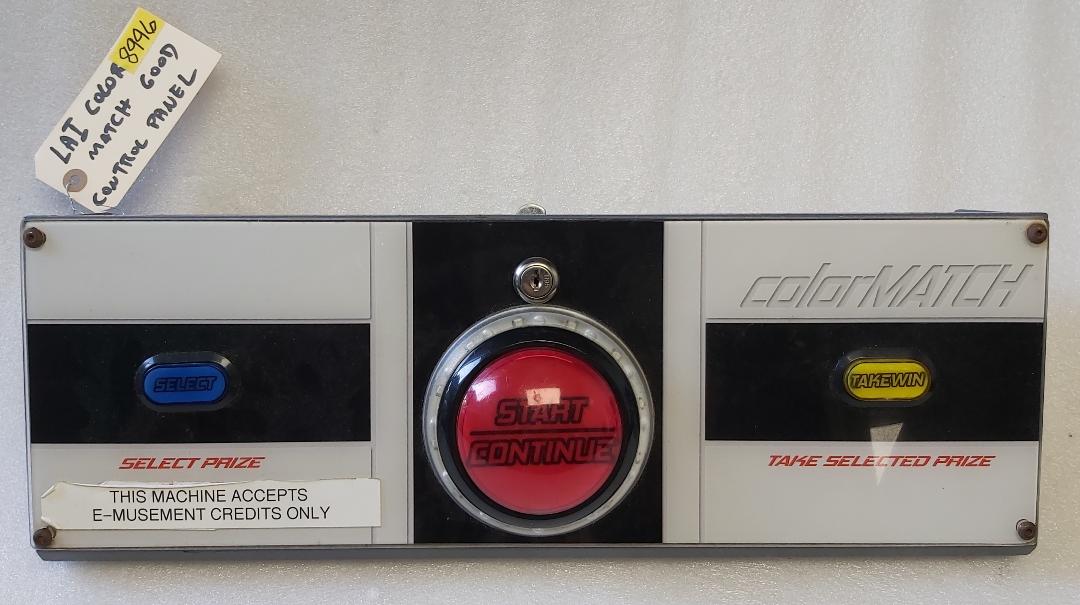 8996
LAI COLOR
MATCH GOOD
CONTROL PANEL
colorMATCH
SELECT
START
CONTINUE
TAKEWIN
SELECT PRIZE
TAKE SELECTED PRIZE
THIS MACHINE ACCEPTS
E-MUSEMENT CREDITS ONLY